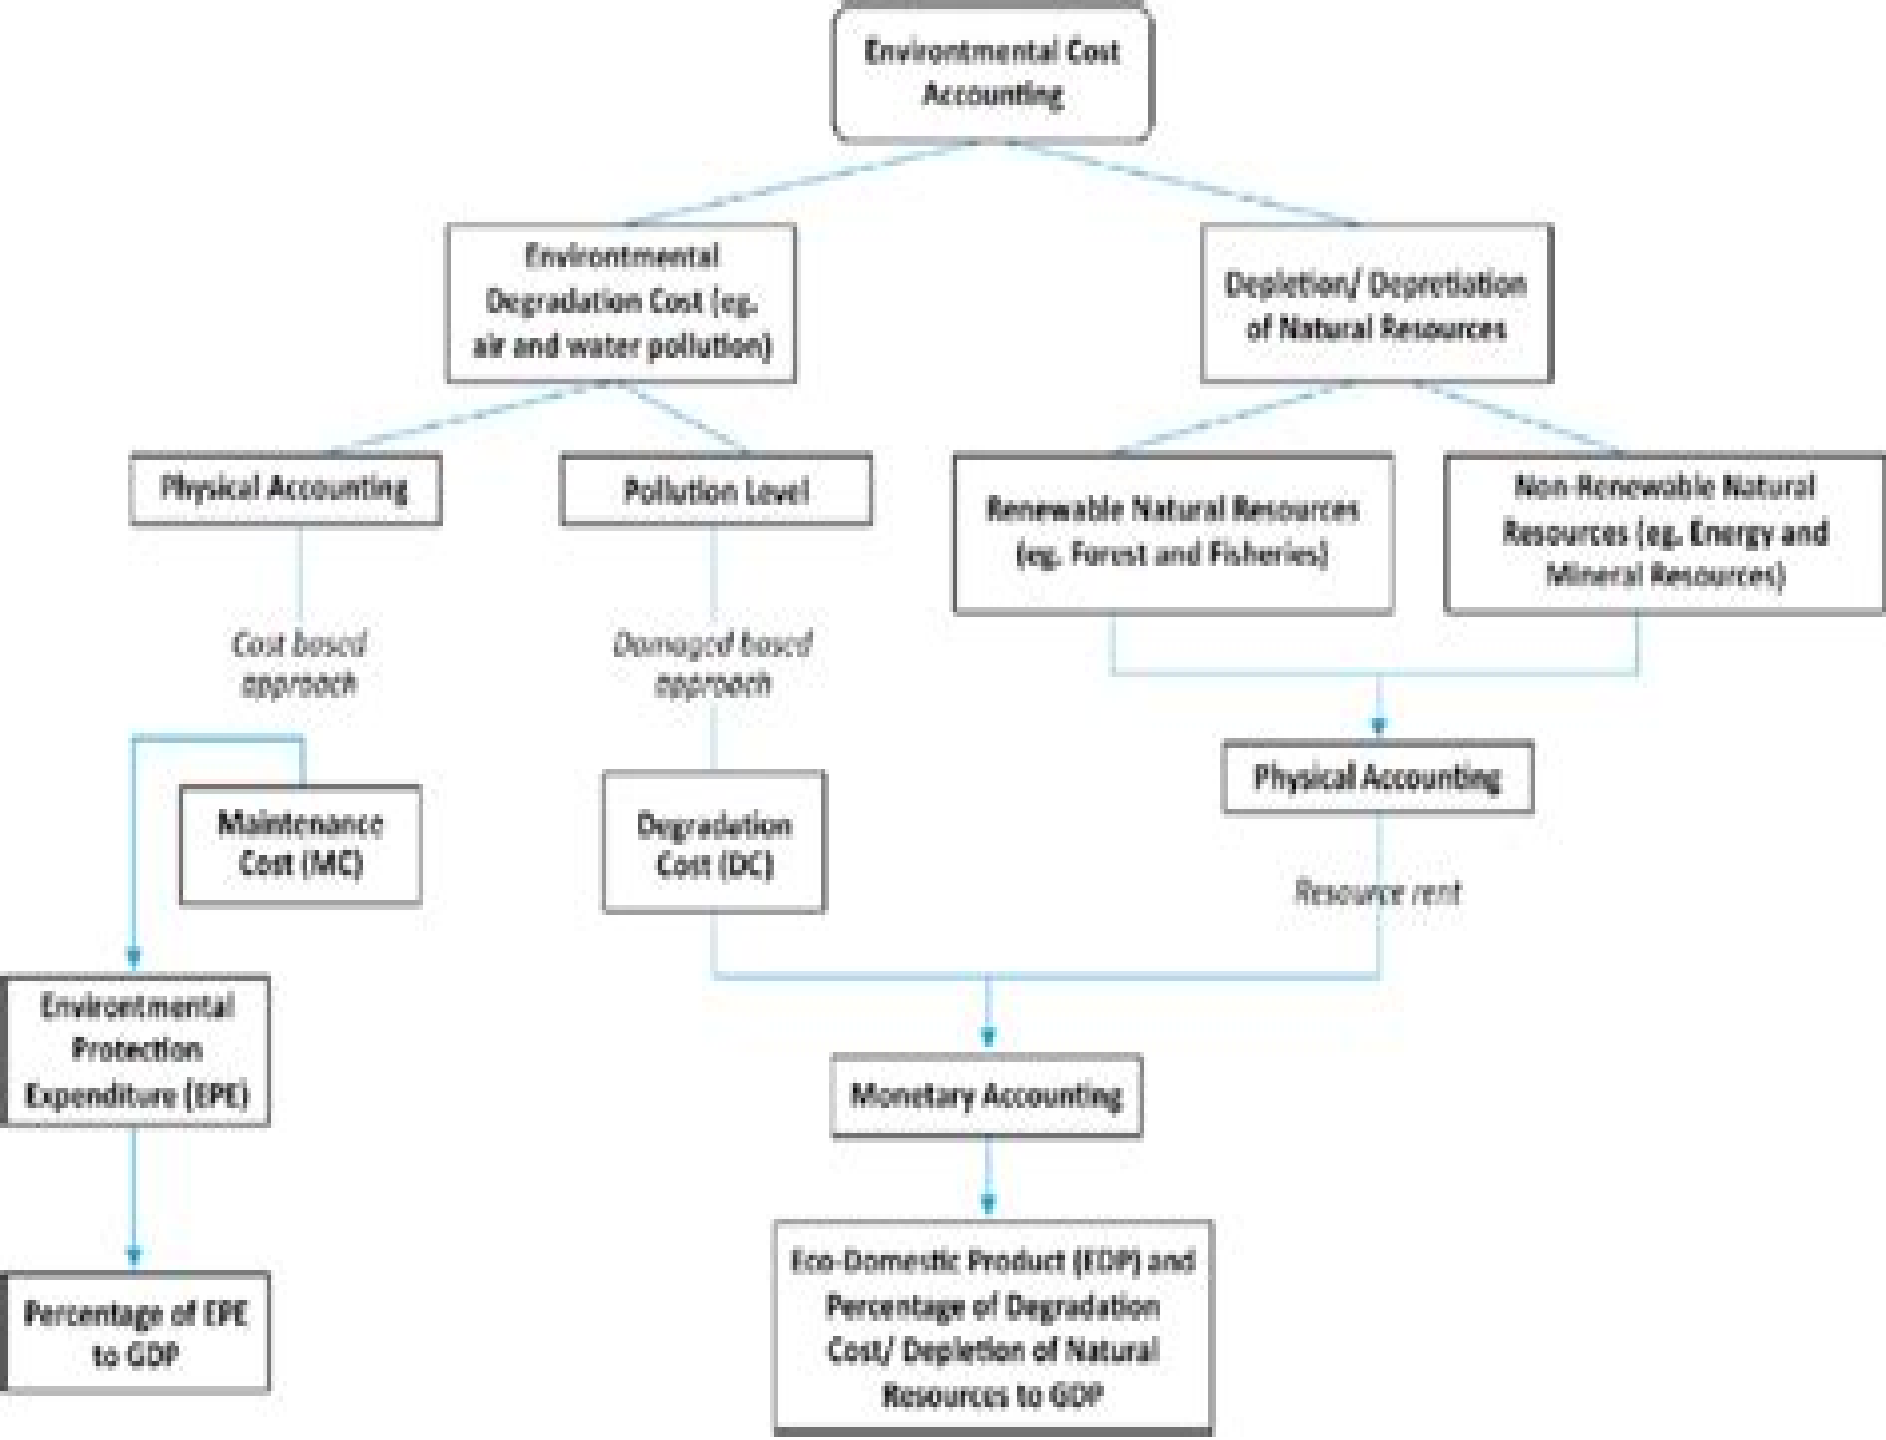 Environtmental Cost
Accounting
Environtmental
Degradation Cost (eg.
air and water pollution)
Depletion/ Depretiation
of Natural Resources
Physical Accounting
Pollution Level
Renewable Natural Resources
(eg. Forest and Fisheries)
Non-Renewable Natural
Resources (eg. Energy and
Mineral Resources)
Cost based
approach
Damaged based
approach
Physical Accounting
Maintenance
Cost (MC)
Degradation
Cost (DC)
Resource rent
Environtmental
Protection
Expenditure (EPE)
Monetary Accounting
Percentage of EPE
to GDP
Eco-Domestic Product (EDP) and
Percentage of Degradation
Cost/ Depletion of Natural
Resources to GDP